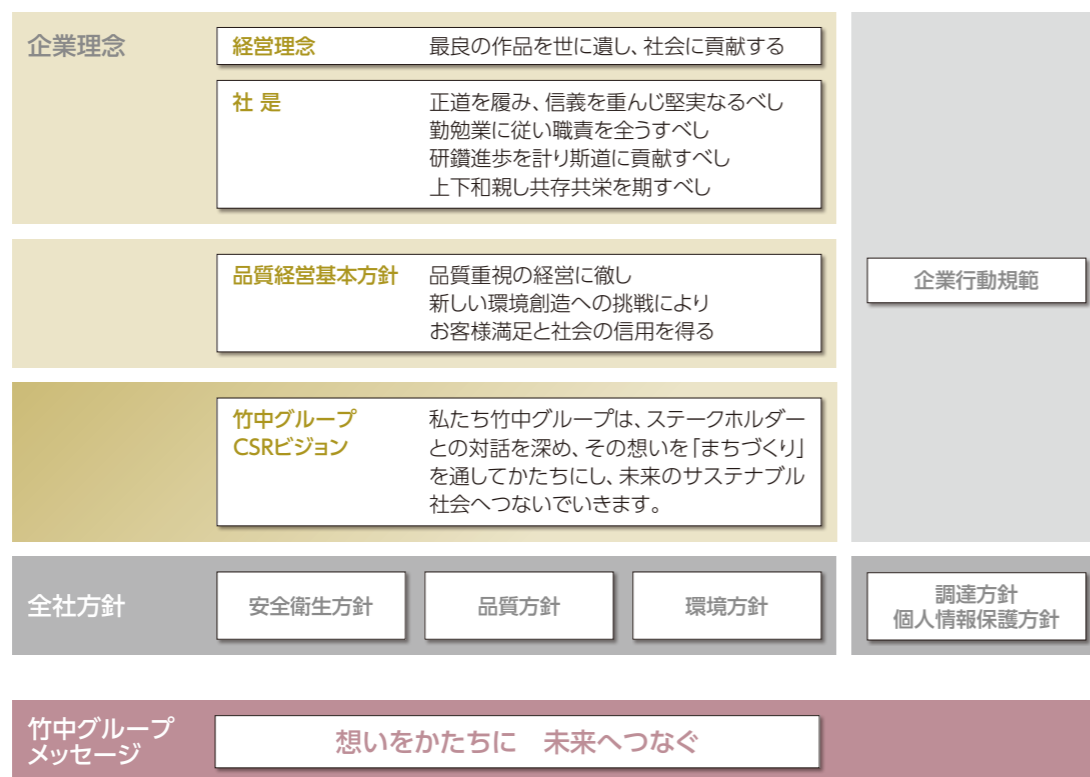 企業理念
経営理念
最良の作品を世に遺し、社会に貢献する
社 是
正道を履み、信義を重んじ堅実なるべし
勤勉業に従い職責を全うすべし
研鑽進歩を計り斯道に貢献すべし
上下和親し共存共栄を期すべし
品質経営基本方針
品質重視の経営に徹し
新しい環境創造への挑戦により
お客様満足と社会の信用を得る
企業行動規範
竹中グループ
CSRビジョン
私たち竹中グループは、ステークホルダー
との対話を深め、その想いを「まちづくり」
を通してかたちにし、未来のサステナブル
社会へつないでいきます。
全社方針
安全衛生方針
品質方針
環境方針
調達方針
個人情報保護方針
竹中グループ
メッセージ
想いをかたちに 未来へつなぐ